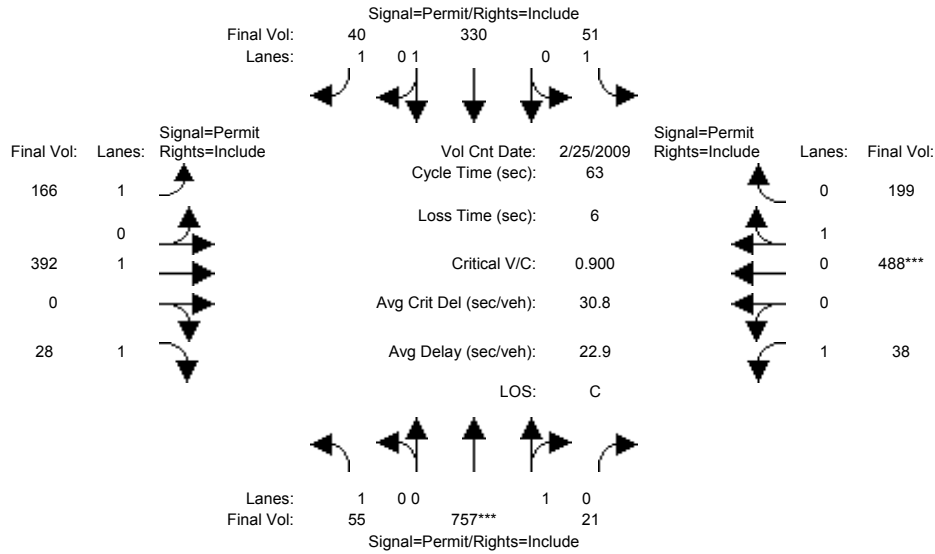 Signal=Permit/Rights=Include
Final Vol: 40 330 51
Lanes: 1 0 1 0 1
Signal=Permit
Final Vol: Lanes: Rights=Include
Vol Cnt Date: 2/25/2009
Signal=Permit
Rights=Include Lanes: Final Vol:
Cycle Time (sec): 63
166 1
0 199
Loss Time (sec): 6
0
1
392 1
Critical V/C: 0.900
0 488***
0
Avg Crit Del (sec/veh): 30.8
0
28 1
Avg Delay (sec/veh): 22.9
1 38
LOS: C
Lanes: 1 0 0 1 0
Final Vol: 55 757*** 21
Signal=Permit/Rights=Include